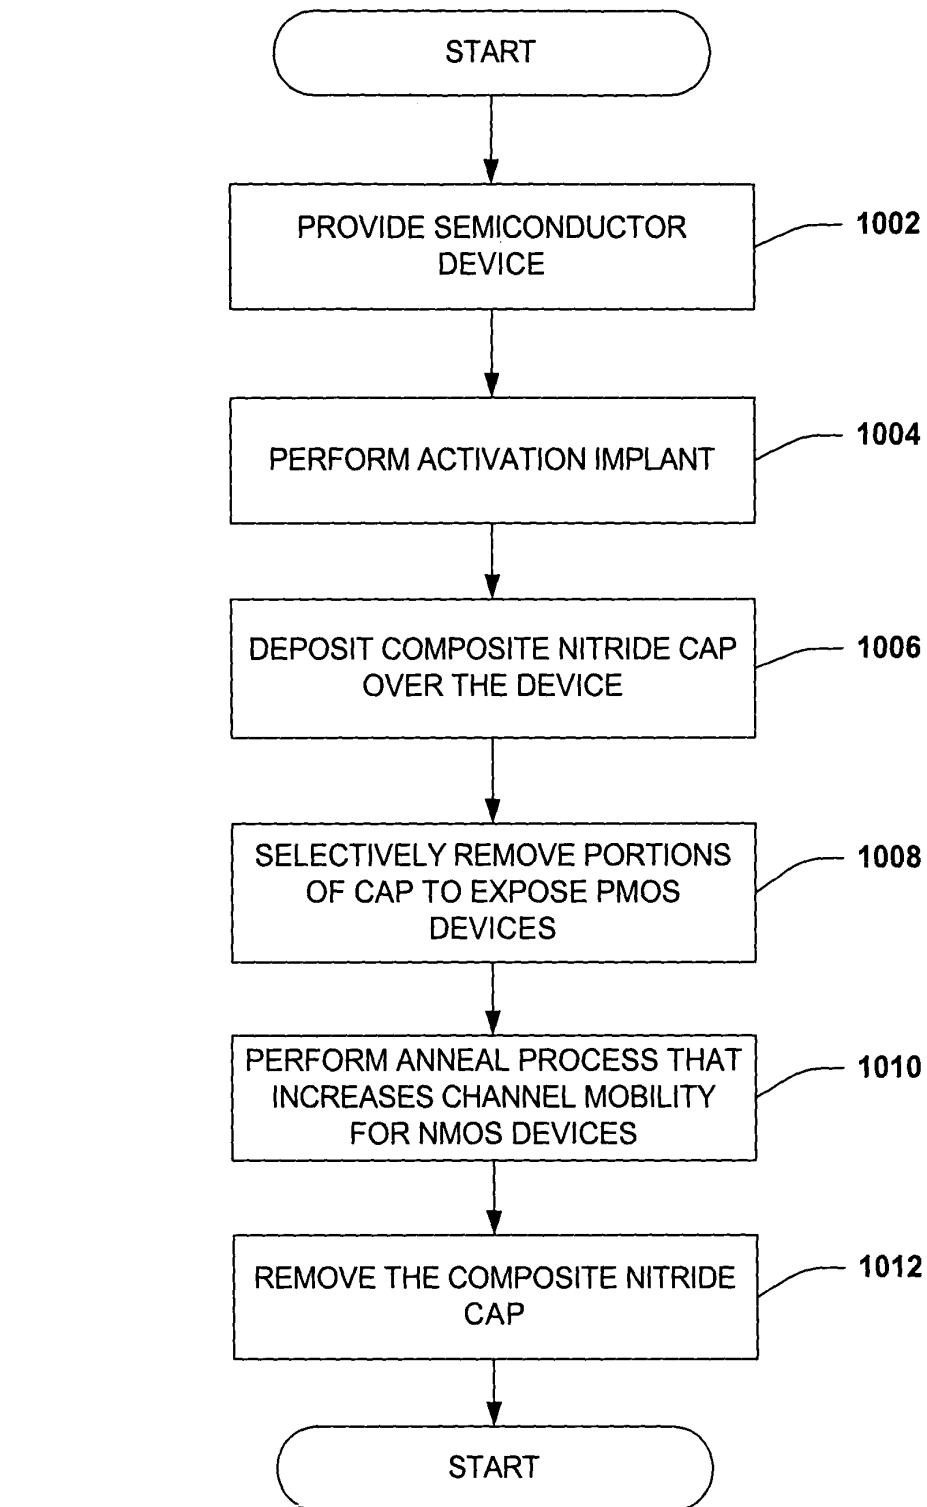 START
PROVIDE SEMICONDUCTOR
DEVICE
1002
PERFORM ACTIVATION IMPLANT
1004
DEPOSIT COMPOSITE NITRIDE CAP
OVER THE DEVICE
1006
SELECTIVELY REMOVE PORTIONS
OF CAP TO EXPOSE PMOS
DEVICES
1008
PERFORM ANNEAL PROCESS THAT
INCREASES CHANNEL MOBILITY
FOR NMOS DEVICES
1010
REMOVE THE COMPOSITE NITRIDE
CAP
1012
START